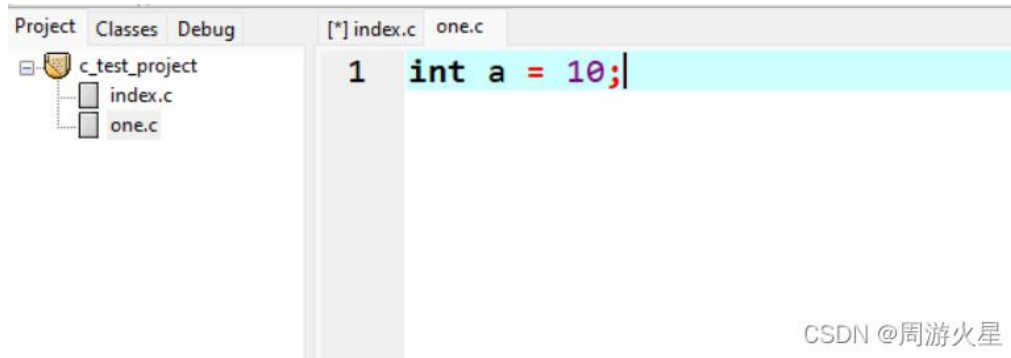 Project Classes Debug
[*] index.c one.c
c_test_project
index.c
one.c
1 int a = 10;
CSDN @周游火星